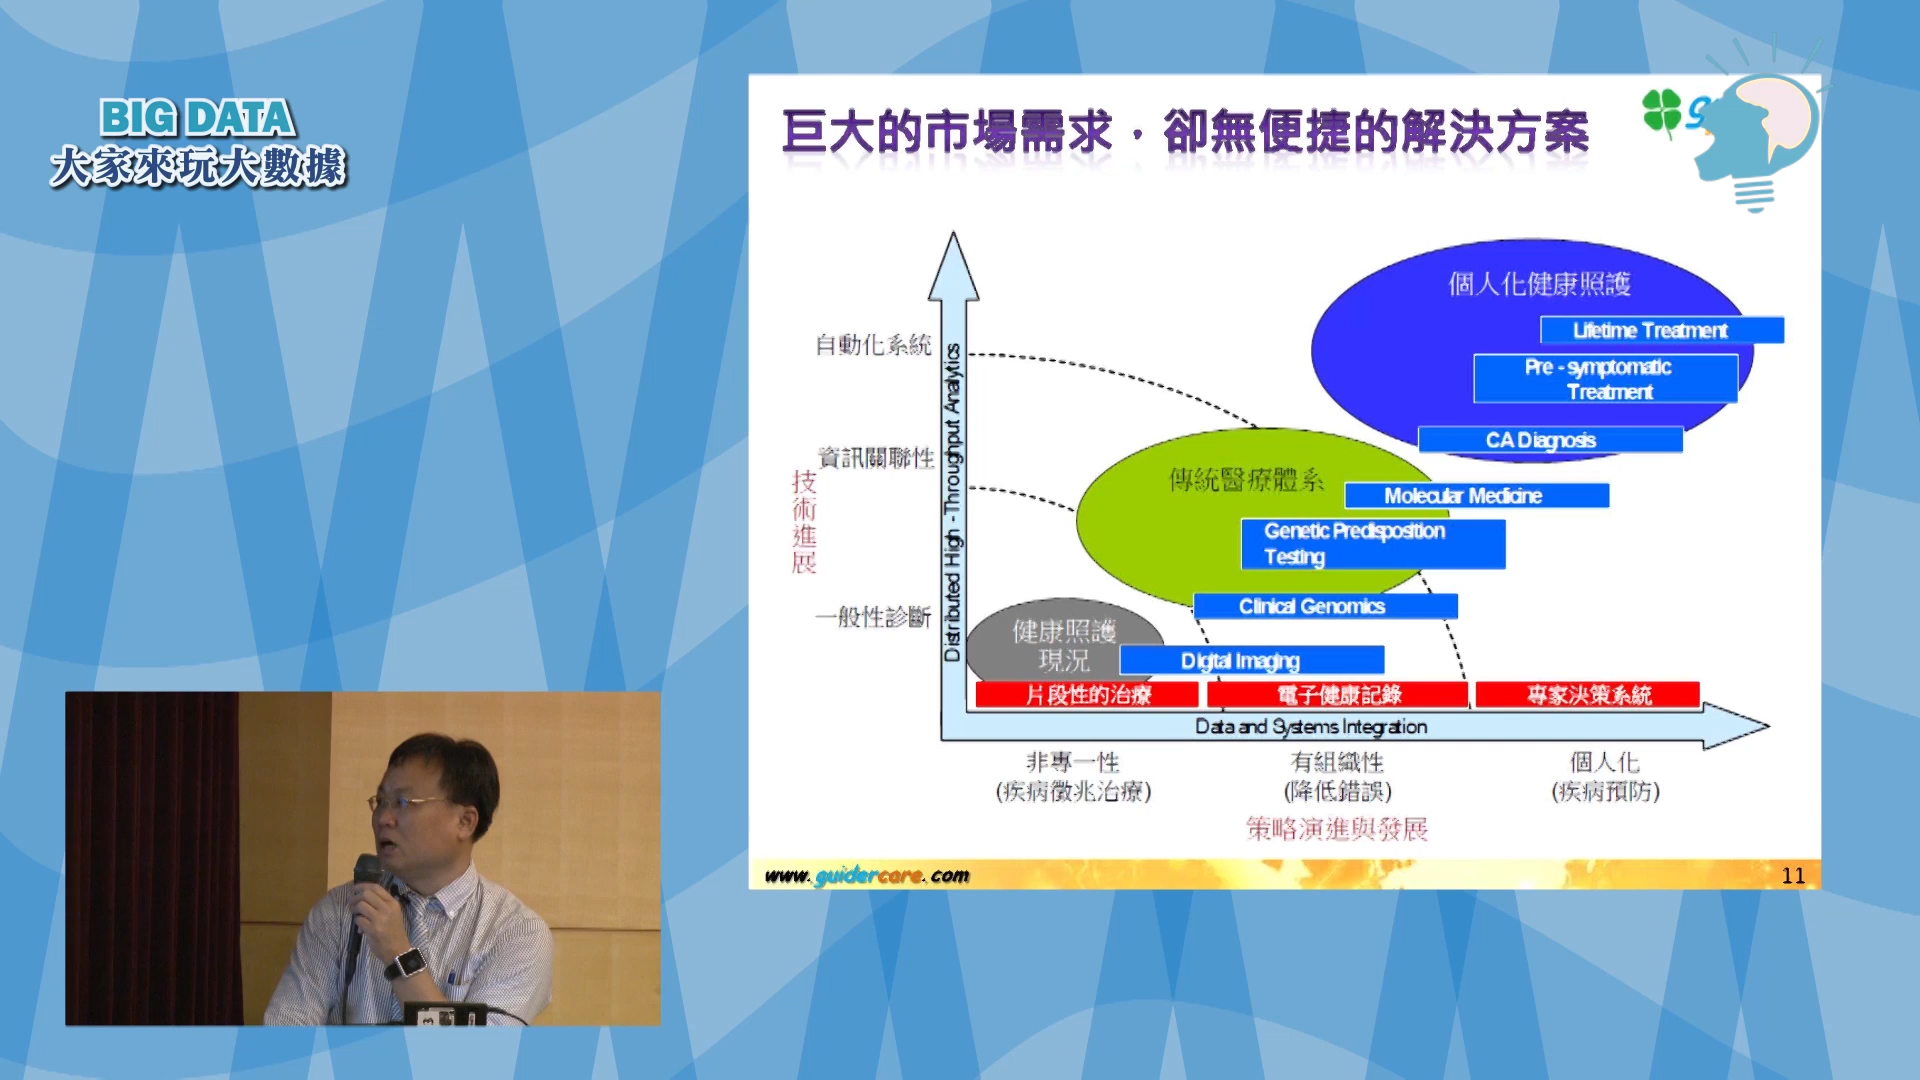 BIG DATA
大家來玩大數據
巨大的市場需求，卻無便捷的解決方案
個人化健康照護
Lifetime Treatment
Pre - symptomatic
Treatment
CA Diagnosis
自動化系統
資訊關聯性
一般性診斷
技術進展
Distributed High - Throughput Analytics
傳統醫療體系
Molecular Medicine
Genetic Predisposition
Testing
Clinical Genomics
健康照護
現況
Digital Imaging
片段性的治療
電子健康記錄
專家決策系統
Data and Systems Integration
非專一性
(疾病徵兆治療)
有組織性
(降低錯誤)
個人化
(疾病預防)
策略演進與發展
www.guidercare.com
11